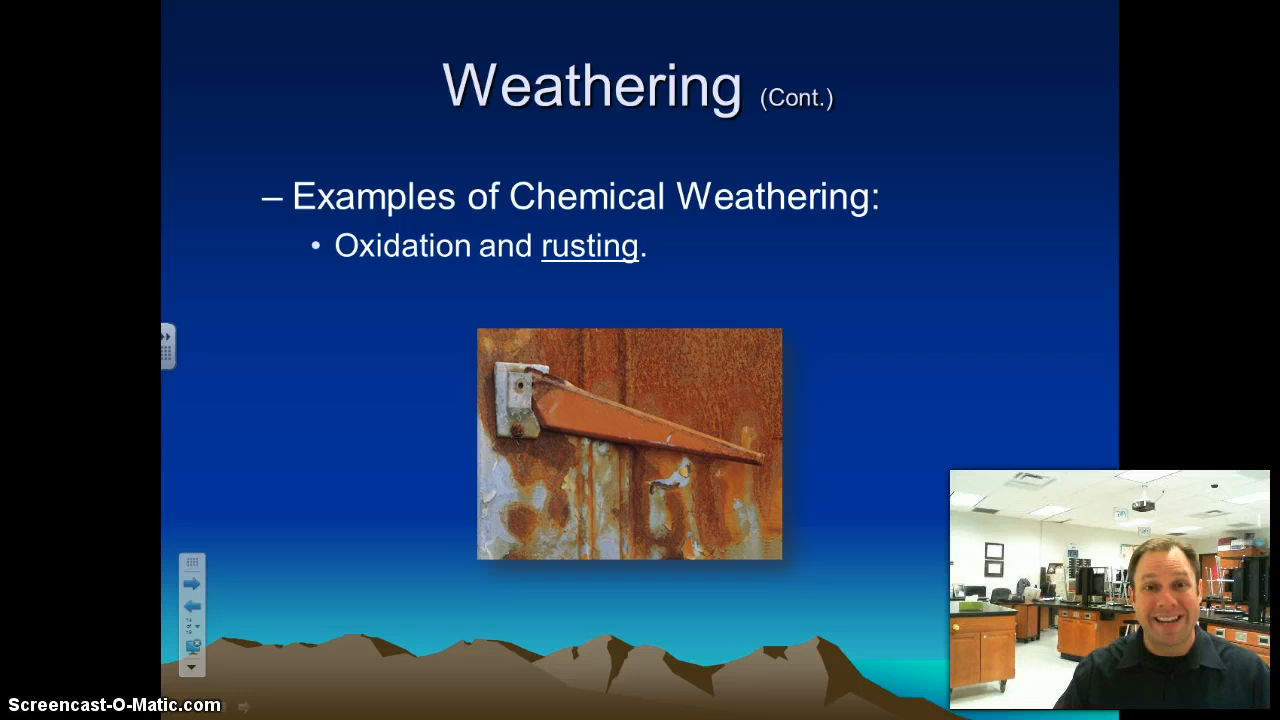 Weathering (Cont.)
– Examples of Chemical Weathering:
• Oxidation and rusting.
Screencast-O-Matic.com